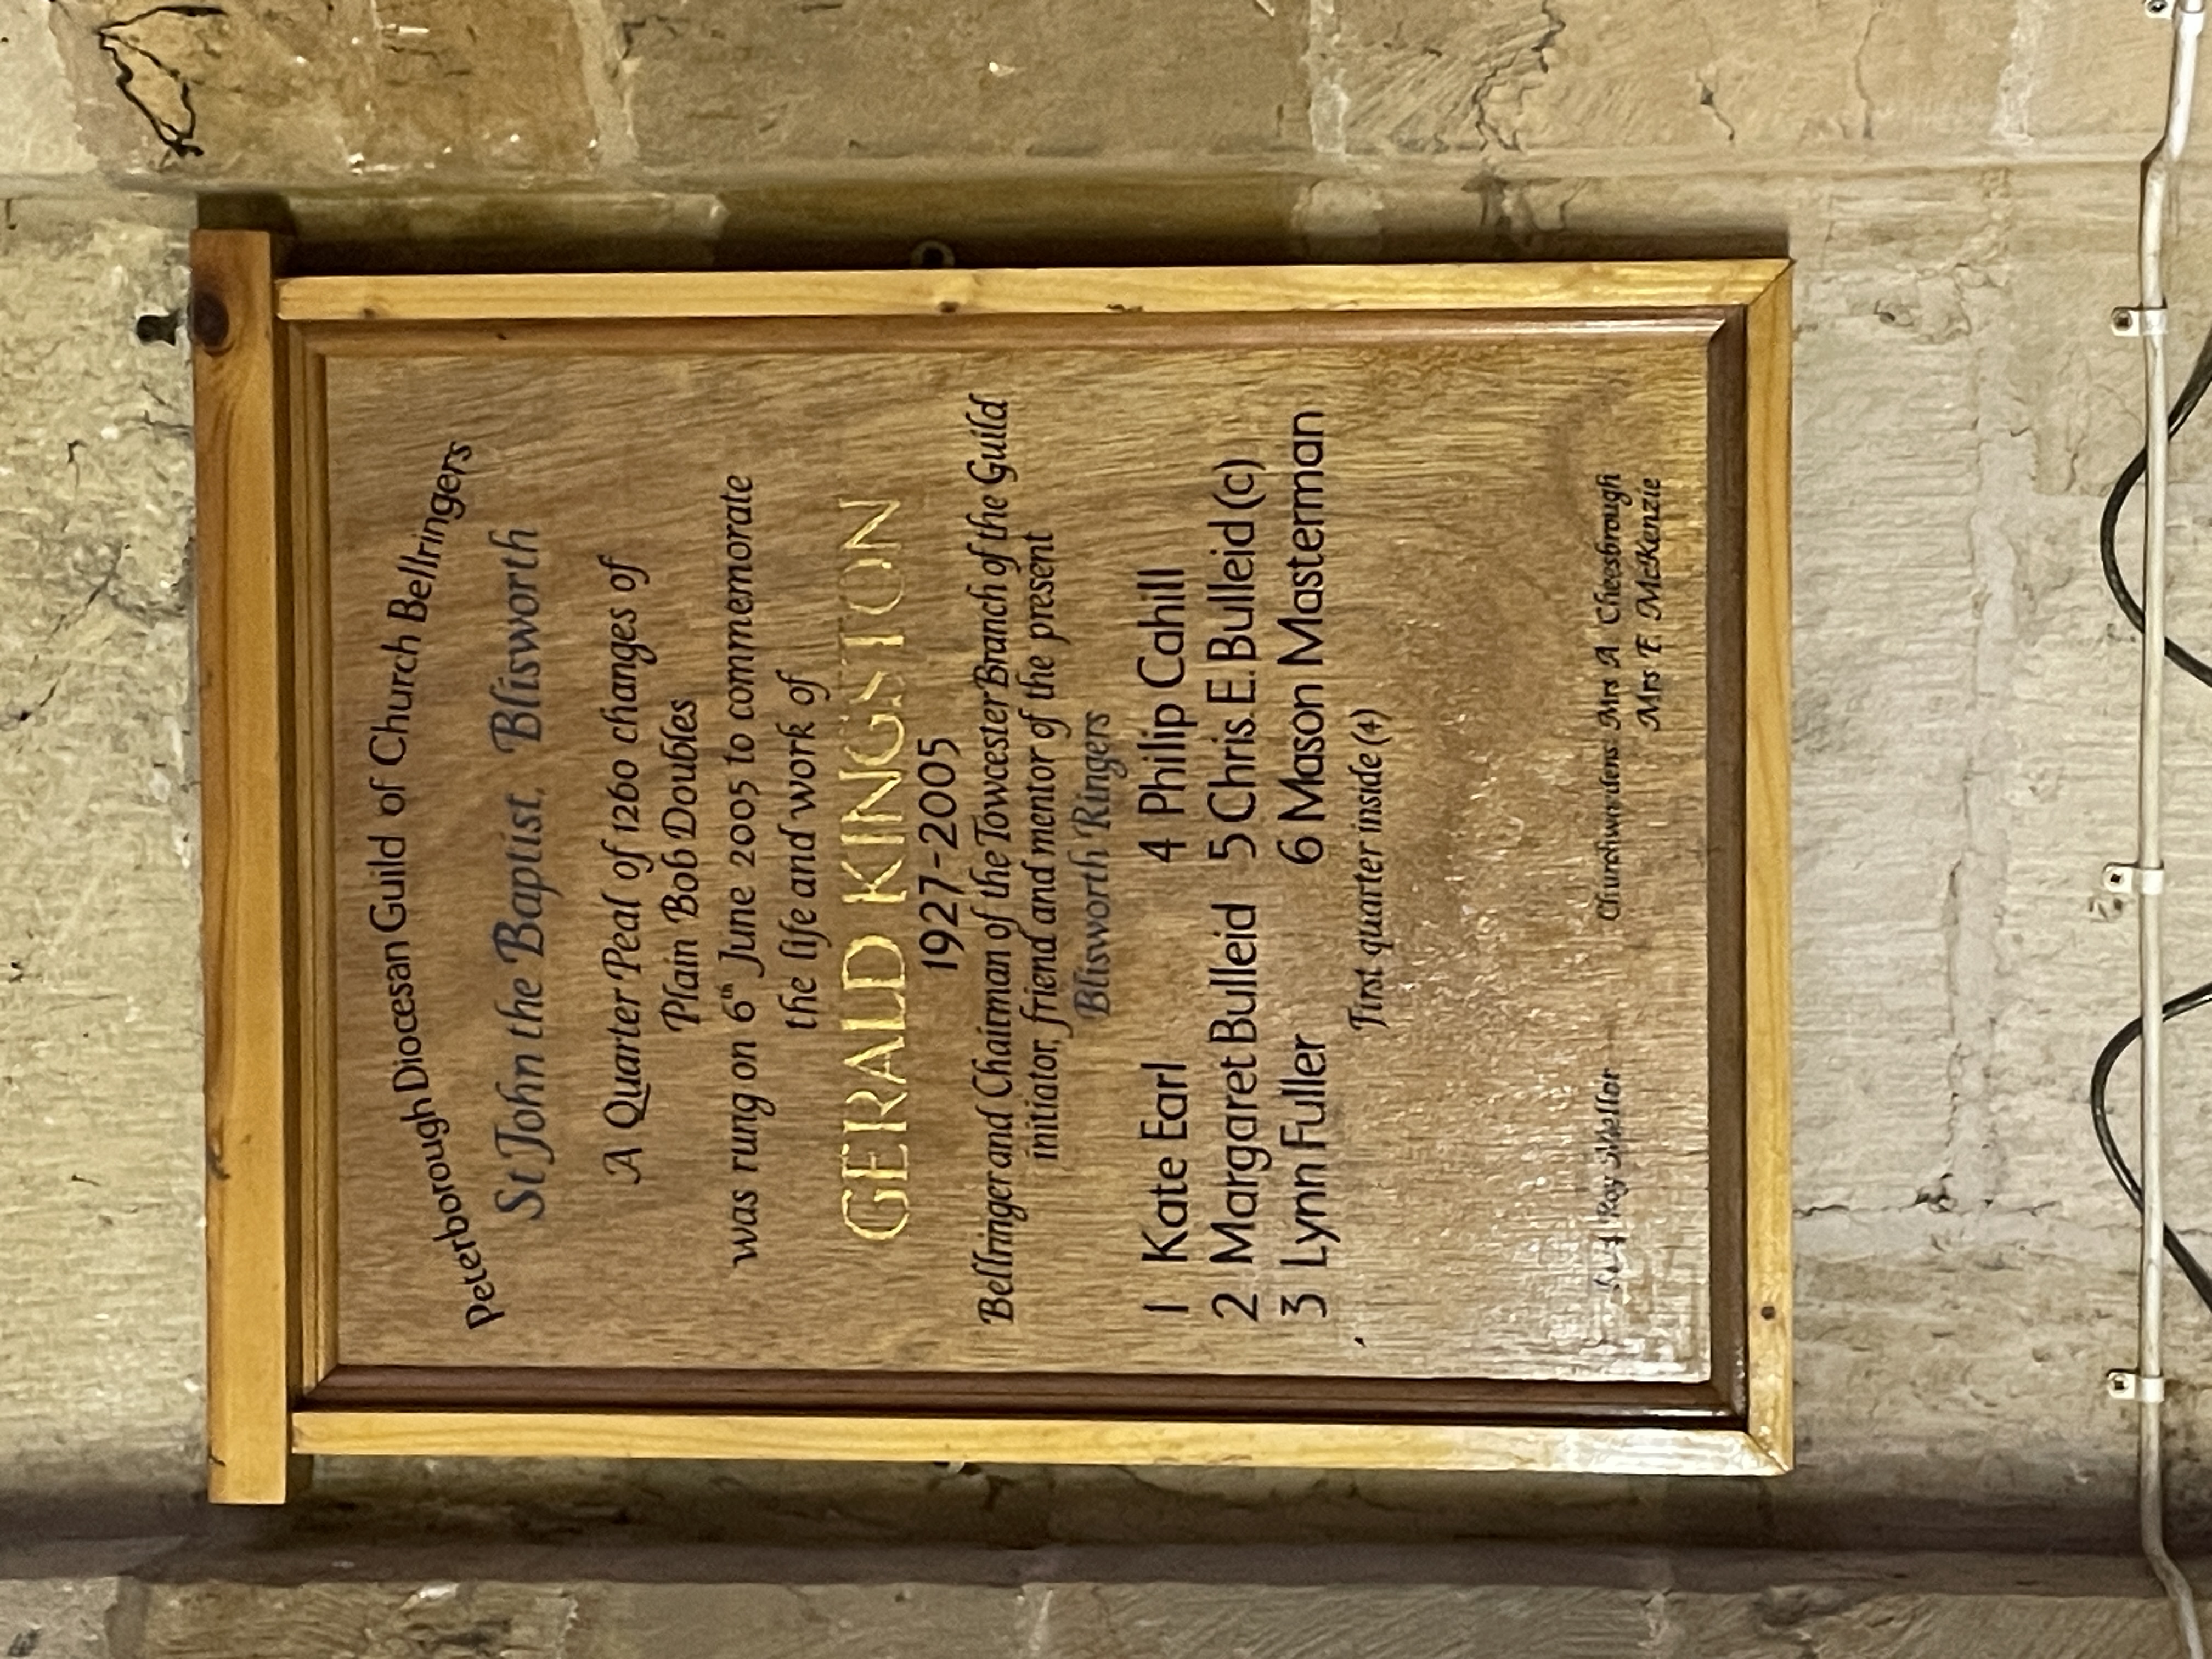 Peterborough Diocesan Guild of Church Bellringers
St John the Baptist, Blisworth
A Quarter Peal of 1260 changes of
Plain Bob Doubles
was rung on 6th June 2005 to commemorate
the life and work of
GERALD KINGSTON
1927-2005
Bellringer and Chairman of the Towcester Branch of the Guild
initiator, friend and mentor of the present
Blisworth Ringers
1 Kate Earl 4 Philip Cahill
2 Margaret Bulleid 5 Chris.E.Bulleid (c)
3 Lynn Fuller 6 Mason Masterman
First quarter inside (4)
Roy Churchwardens Mrs A Cheesbrough
Mrs E McKenzie